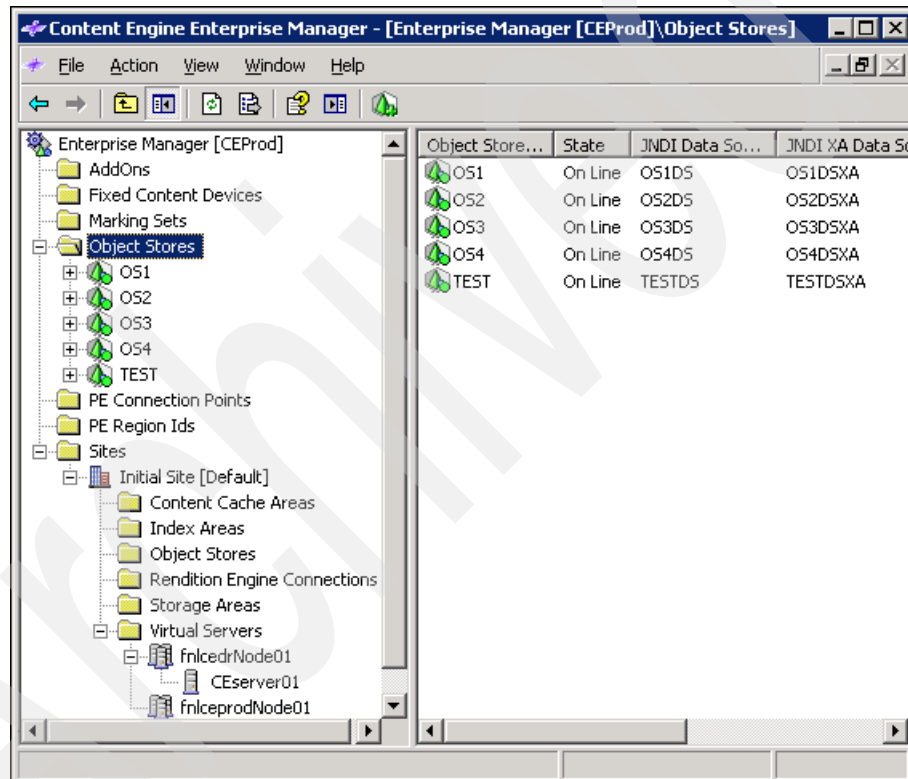 Content Engine Enterprise Manager - [Enterprise Manager [CEProd]\Object Stores]
File Action View Window Help
Enterprise Manager [CEProd]
AddOns
Fixed Content Devices
Marking Sets
Object Stores
OS1
OS2
OS3
OS4
TEST
PE Connection Points
PE Region Ids
Sites
Initial Site [Default]
Content Cache Areas
Index Areas
Object Stores
Rendition Engine Connections
Storage Areas
Virtual Servers
fnlcedrNode01
CEserver01
fnlceprodNode01
Object Store... State JNDI Data So... JNDI XA Data So
OS1 On Line OS1DS OS1DSXA
OS2 On Line OS2DS OS2DSXA
OS3 On Line OS3DS OS3DSXA
OS4 On Line OS4DS OS4DSXA
TEST On Line TESTDS TESTDSXA
Archived